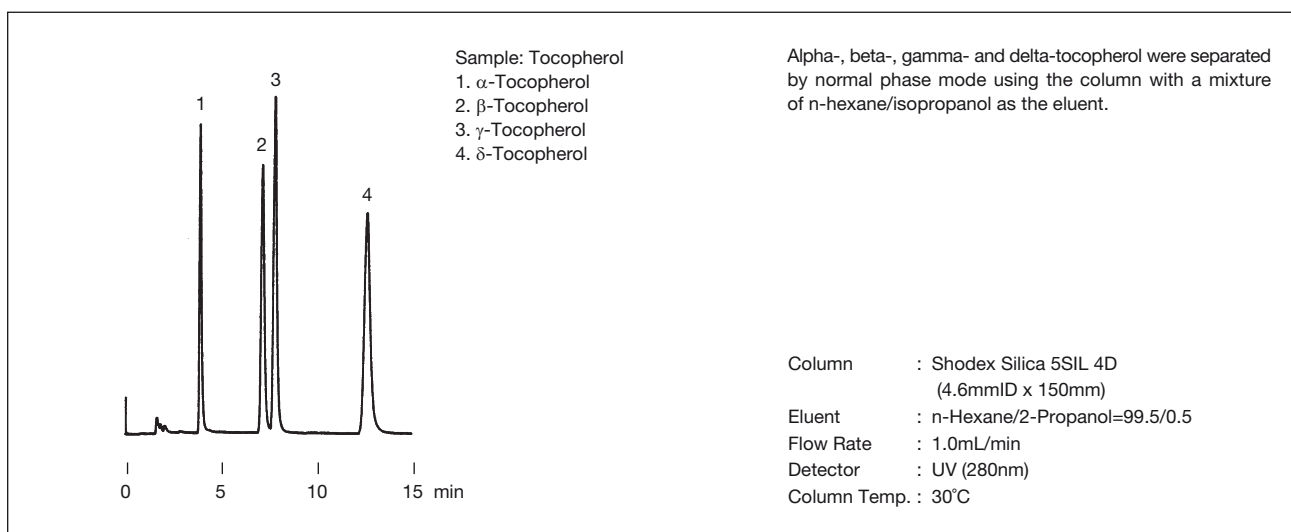 Sample: Tocopherol
1. α-Tocopherol
2. β-Tocopherol
3. γ-Tocopherol
4. δ-Tocopherol
1
2
3
4
0 5 10 15 min
Alpha-, beta-, gamma- and delta-tocopherol were separated
by normal phase mode using the column with a mixture
of n-hexane/isopropanol as the eluent.
Column : Shodex Silica 5SIL 4D
(4.6mmID x 150mm)
Eluent : n-Hexane/2-Propanol=99.5/0.5
Flow Rate : 1.0mL/min
Detector : UV (280nm)
Column Temp. : 30˚C